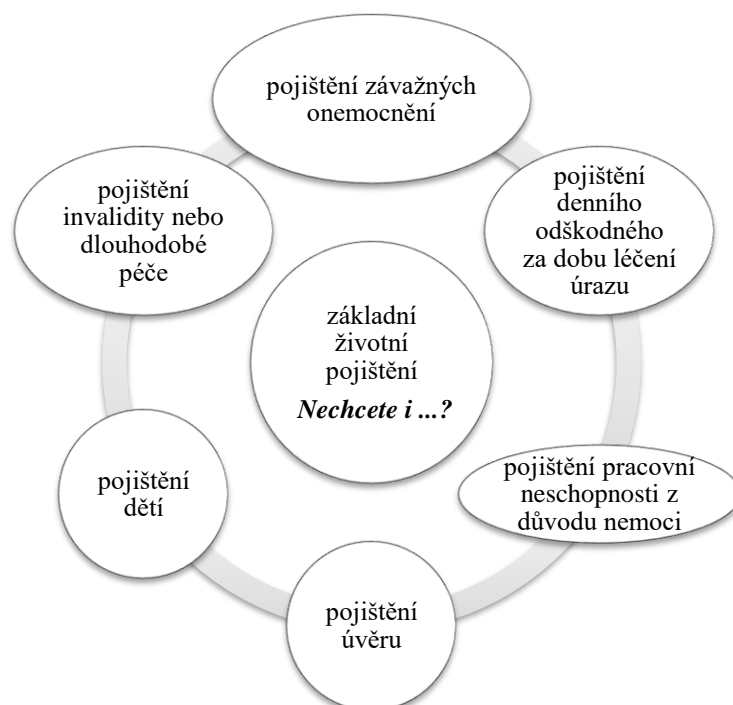 pojištění závažných
onemocnění
pojištění
invalidity nebo
dlouhodobé
péče
pojištění
denního
odškodného
za dobu léčení
úrazu
základní
životní
pojištění
Nechcete i ...?
pojištění
dětí
pojištění pracovní
neschopnosti z
důvodu nemoci
pojištění
úvěru